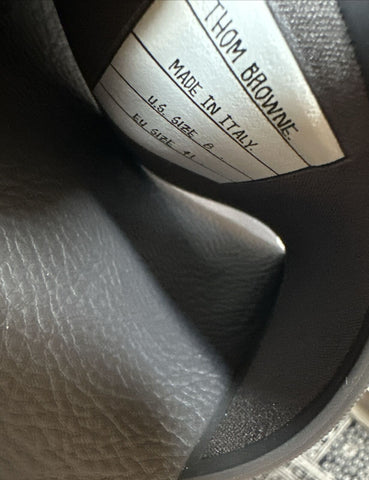 THOM BROWNE.
MADE IN ITALY
U.S. SIZE 8
EU SIZE 41